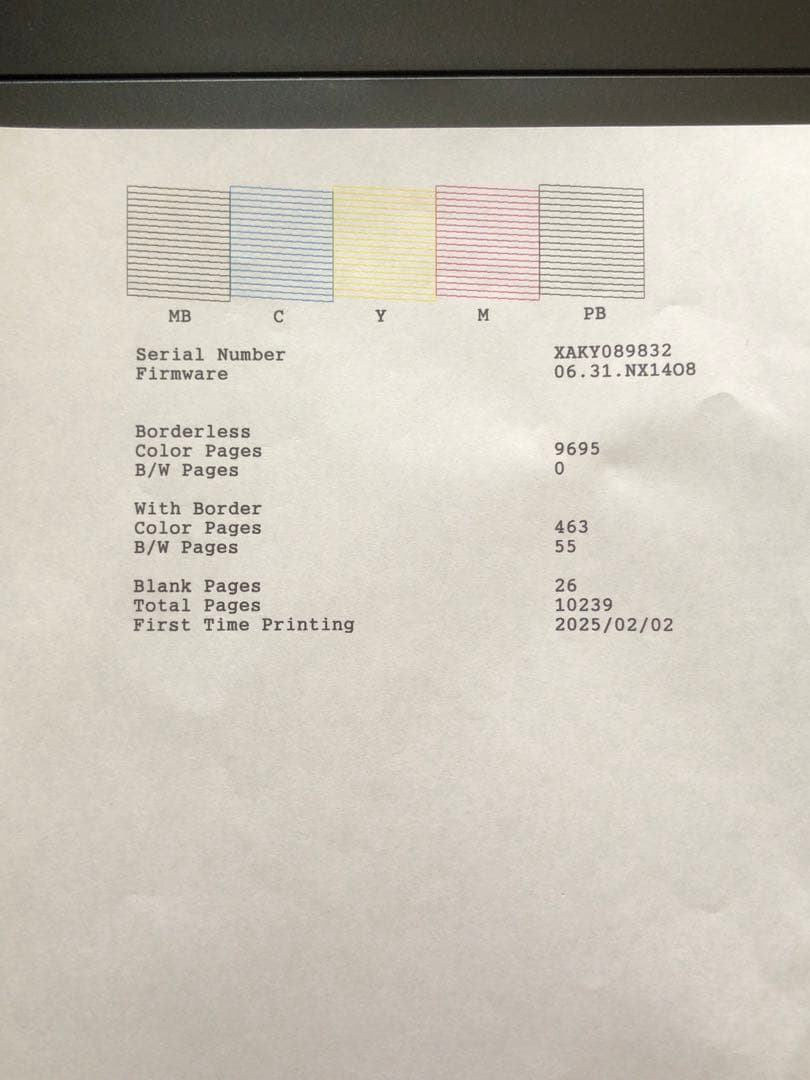 MB C Y M PB
Serial Number XAKY089832
Firmware 06.31.NX14O8
Borderless
Color Pages 9695
B/W Pages 0
With Border
Color Pages 463
B/W Pages 55
Blank Pages 26
Total Pages 10239
First Time Printing 2025/02/02